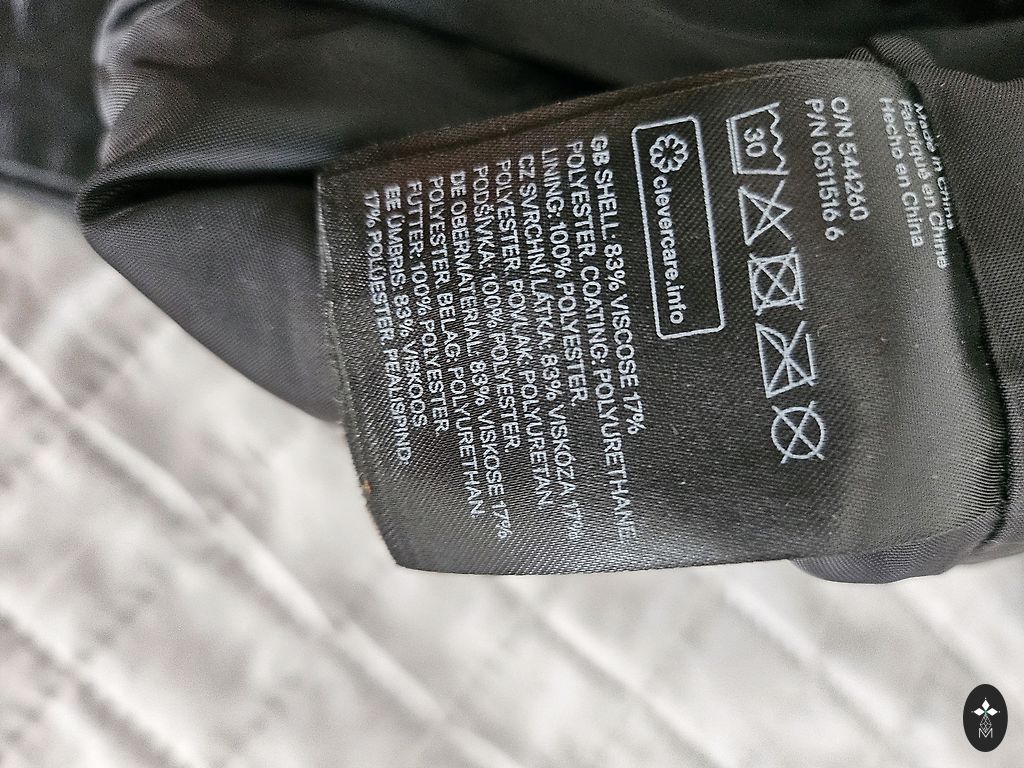 Made in China
Fabriqué en Chine
Hecho en China
O/N 544260
P/N 0511516 6
30
clevercare.info
GB SHELL: 83% VISCOSE 17%
POLYESTER. COATING: POLYURETHANE
LINING: 100% POLYESTER.
CZ SVRCHNÍ LÁTKA: 83% VISKÓZA 17%
POLYESTER. POVLAK: POLYURETAN.
PODŠÍVKA: 100% POLYESTER.
DE OBERMATERIAL: 83% VISKOSE 17%
POLYESTER. BELAG: POLYURETHAN.
FUTTER: 100% POLYESTER.
EE ÜMBRIS: 83% VISKOOS
17% POLÜESTER. PEALISPIND:
M